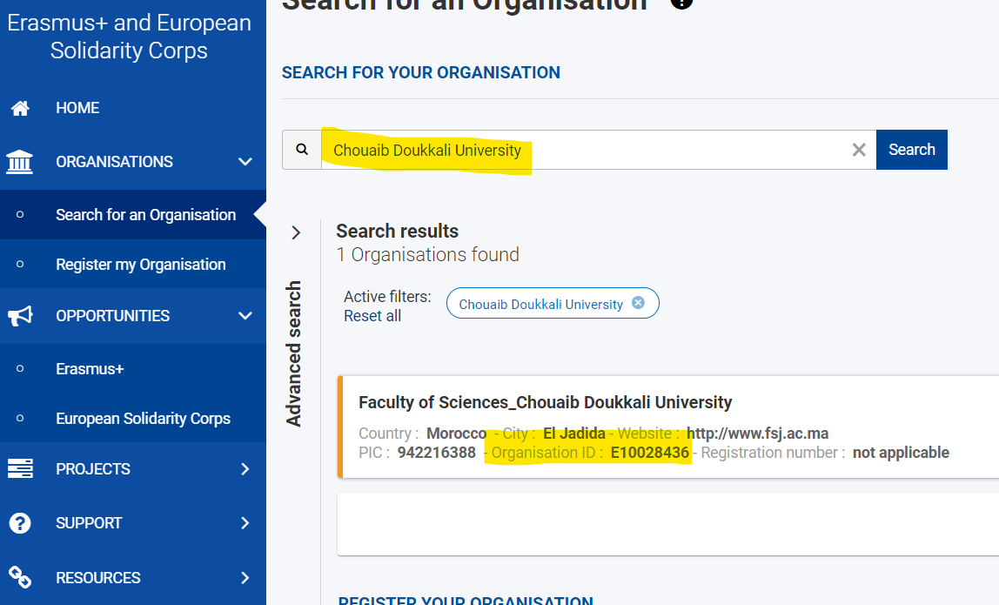 Erasmus+ and European
Solidarity Corps
HOME
ORGANISATIONS
Search for an Organisation
Register my Organisation
OPPORTUNITIES
Erasmus+
European Solidarity Corps
PROJECTS
SUPPORT
RESOURCES
Search for an Organisation
SEARCH FOR YOUR ORGANISATION
Chouaib Doukkali University
Search
Advanced search
Search results
1 Organisations found
Active filters:
Reset all
Chouaib Doukkali University
Faculty of Sciences_Chouaib Doukkali University
Country : Morocco - City : El Jadida - Website : http://www.fsj.ac.ma
PIC : 942216388 - Organisation ID : E10028436 - Registration number : not applicable
REGISTER YOUR ORGANISATION